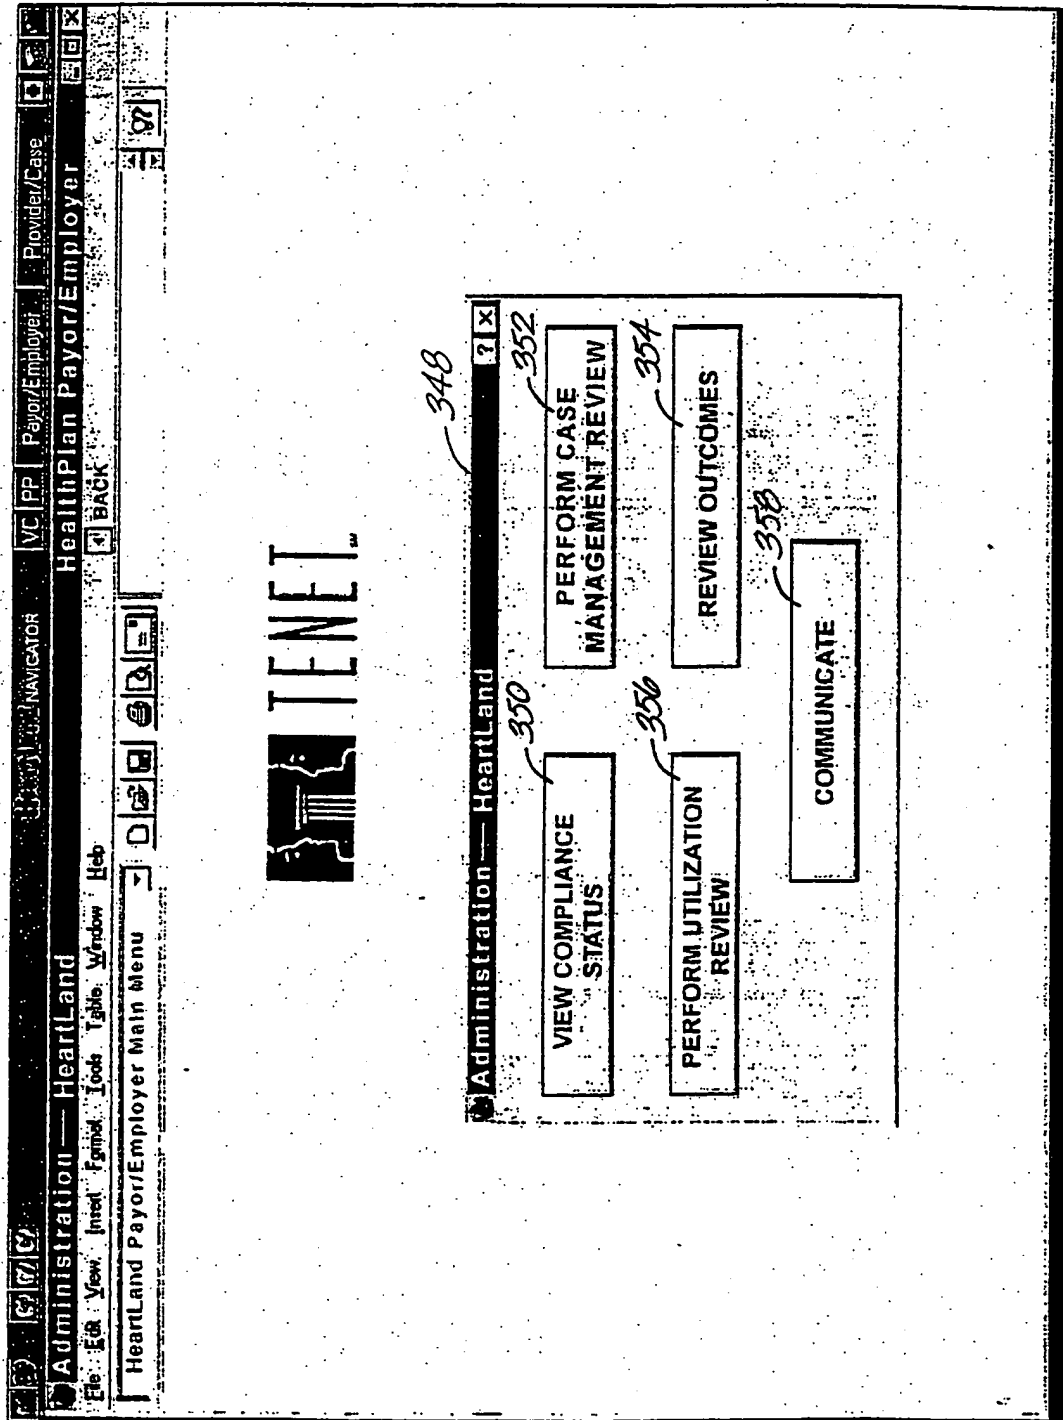 NAVIGATOR VC PP Payor/Employer Provider/Case
Administration — HeartLand HealthPlan Payor/Employer
File Edit View Insert Format Tools Table Window Help BACK
HeartLand Payor/Employer Main Menu
TENET
348
Administration — HeartLand ? X
350
352
VIEW COMPLIANCE
STATUS
PERFORM CASE
MANAGEMENT REVIEW
356
354
PERFORM UTILIZATION
REVIEW
REVIEW OUTCOMES
358
COMMUNICATE